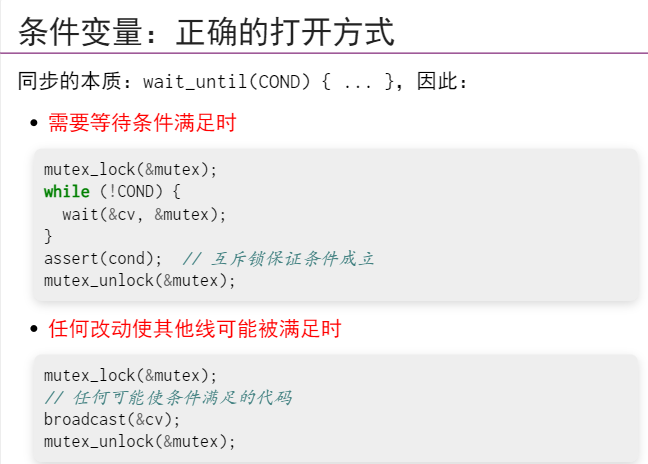 条件变量：正确的打开方式
同步的本质：wait_until(COND) { ... }，因此：
• 需要等待条件满足时
mutex_lock(&mutex);
while (!COND) {
  wait(&cv, &mutex);
}
assert(cond);  // 互斥锁保证条件成立
mutex_unlock(&mutex);
• 任何改动使其他线可能被满足时
mutex_lock(&mutex);
// 任何可能使条件满足的代码
broadcast(&cv);
mutex_unlock(&mutex);